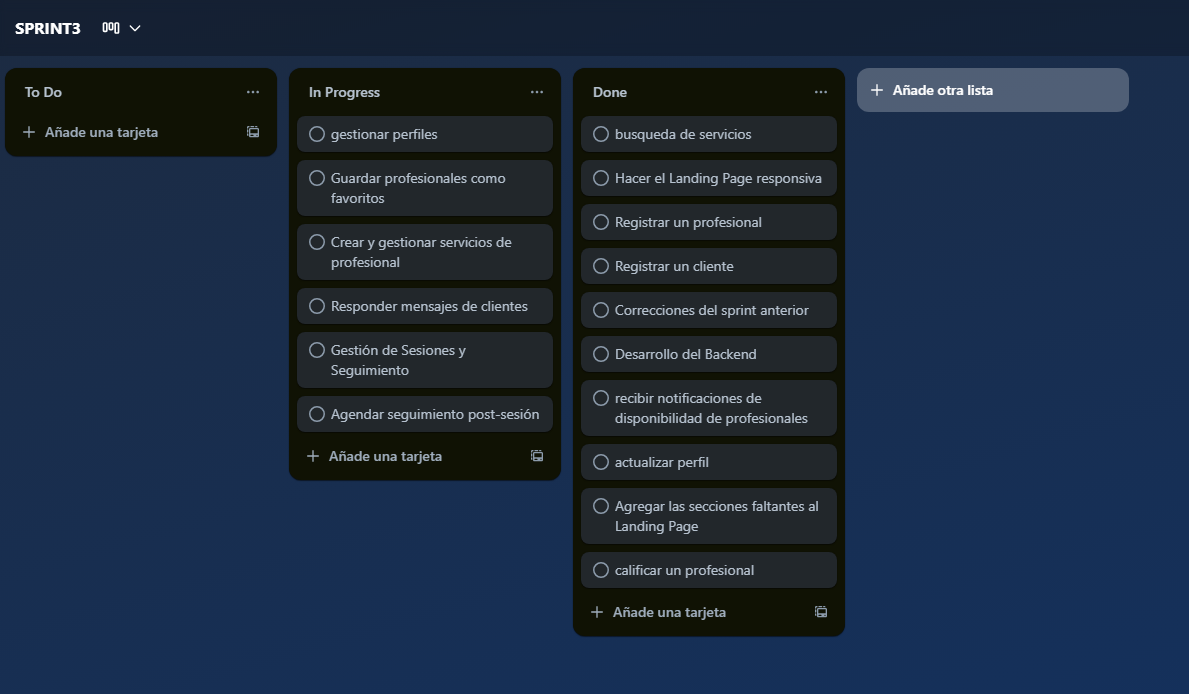 SPRINT3
To Do
Añade una tarjeta
In Progress
gestionar perfiles
Guardar profesionales como
favoritos
Crear y gestionar servicios de
profesional
Responder mensajes de clientes
Gestión de Sesiones y
Seguimiento
Agendar seguimiento post-sesión
Añade una tarjeta
Done
busqueda de servicios
Hacer el Landing Page responsiva
Registrar un profesional
Registrar un cliente
Correcciones del sprint anterior
Desarrollo del Backend
recibir notificaciones de
disponibilidad de profesionales
actualizar perfil
Agregar las secciones faltantes al
Landing Page
calificar un profesional
Añade una tarjeta
Añade otra lista